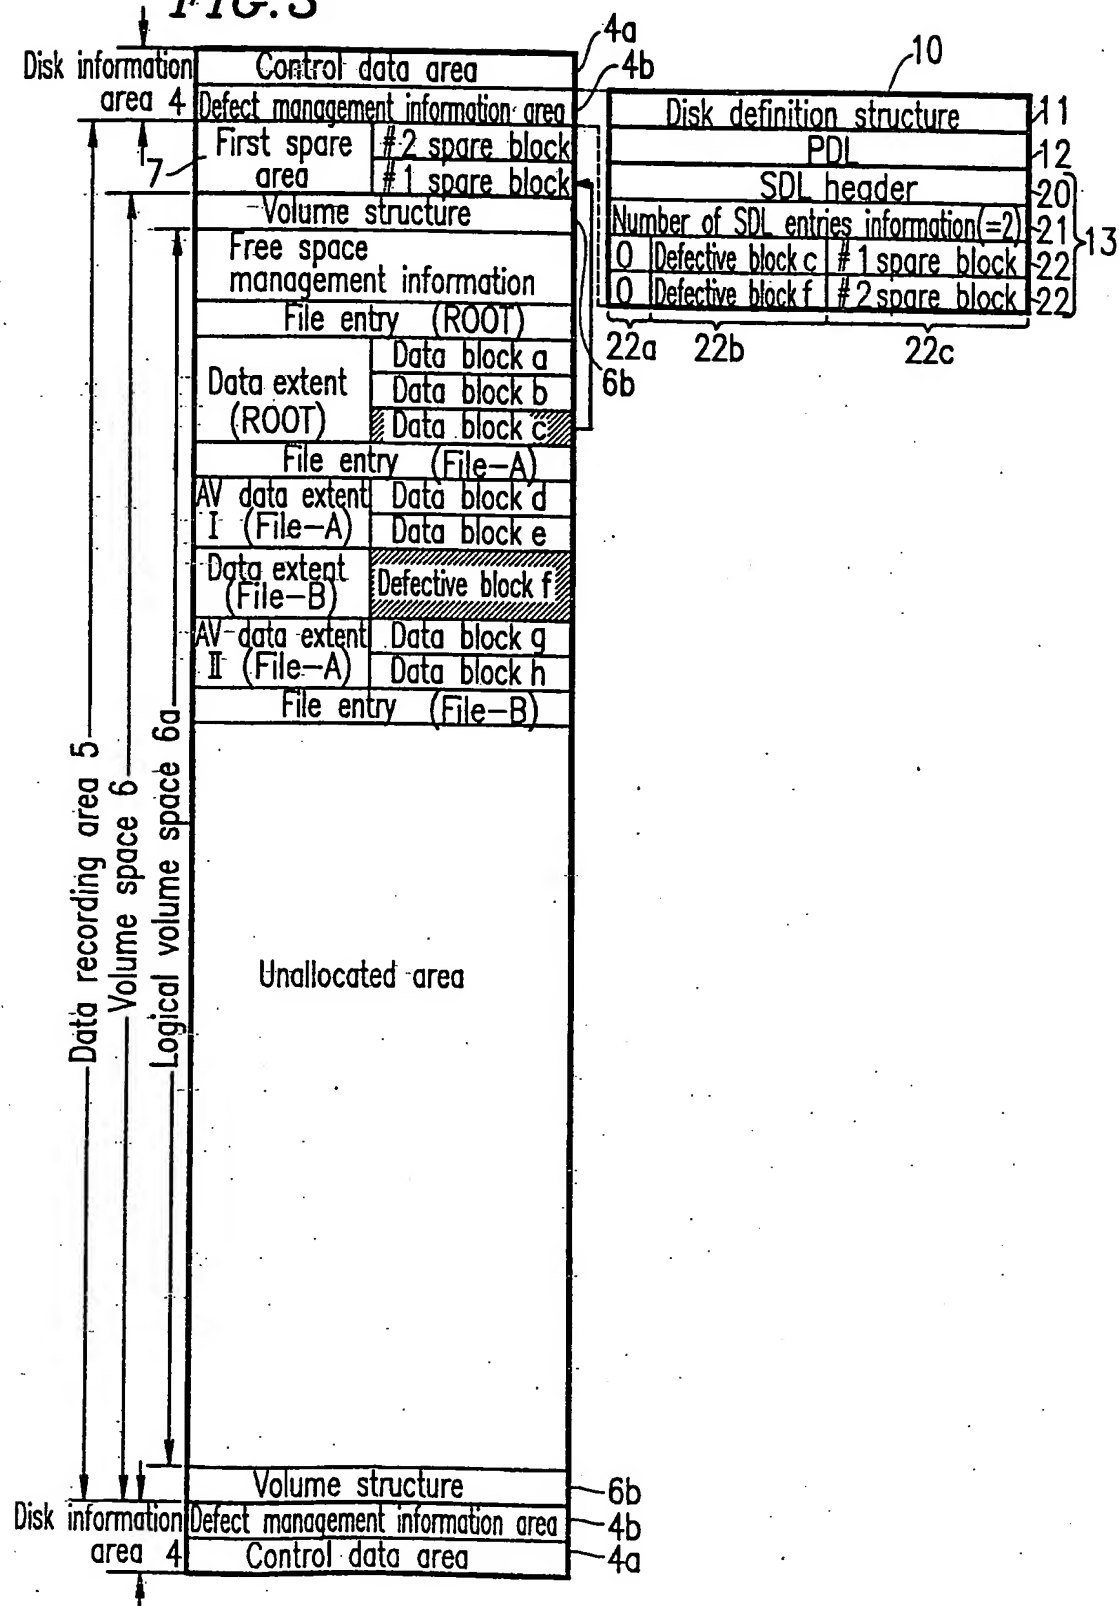 FIG.3
4a
Disk information
area 4
Control data area
4b
10
Defect management information area
Disk definition structure
11
7
First spare
area
#2 spare block
#1 spare block
PDL
12
SDL header
20
Volume structure
Number of SDL entries information(=2)
21
13
Free space
management information
0
Defective block c
#1 spare block
22
0
Defective block f
#2 spare block
22
File entry (ROOT)
22a
22b
22c
6b
Data extent
(ROOT)
Data block a
Data block b
Data block c
File entry (File-A)
AV data extent
I (File-A)
Data block d
Data block e
Data extent
(File-B)
Defective block f
AV data extent
II (File-A)
Data block g
Data block h
File entry (File-B)
Data recording area 5
Volume space 6
Logical volume space 6a
Unallocated area
Volume structure
6b
Disk information
area 4
Defect management information area
4b
Control data area
4a